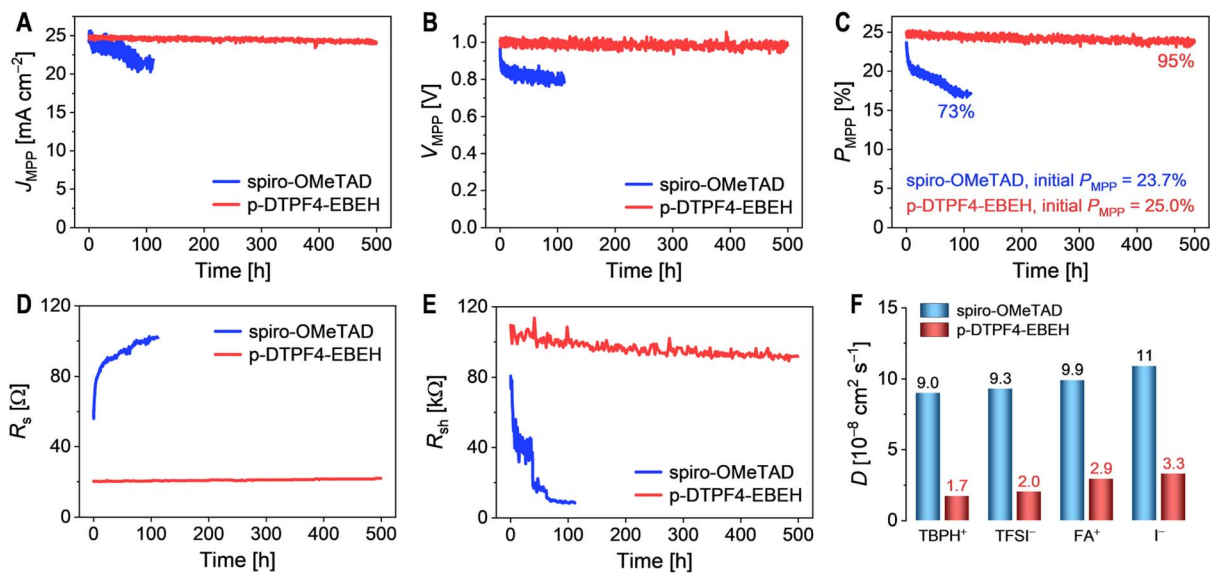 A
J_MPP [mA cm⁻²]
30
25
20
15
10
5
0
spiro-OMeTAD
p-DTPF4-EBEH
0 100 200 300 400 500
Time [h]
B
V_MPP [V]
1.2
1.0
0.8
0.6
0.4
0.2
0.0
spiro-OMeTAD
p-DTPF4-EBEH
0 100 200 300 400 500
Time [h]
C
P_MPP [%]
25
20
15
10
5
0
95%
73%
spiro-OMeTAD, initial P_MPP = 23.7%
p-DTPF4-EBEH, initial P_MPP = 25.0%
0 100 200 300 400 500
Time [h]
D
R_s [Ω]
120
80
40
0
spiro-OMeTAD
p-DTPF4-EBEH
0 100 200 300 400 500
Time [h]
E
R_sh [kΩ]
120
80
40
0
spiro-OMeTAD
p-DTPF4-EBEH
0 100 200 300 400 500
Time [h]
F
D [10⁻⁸ cm² s⁻¹]
15
10
5
0
spiro-OMeTAD
p-DTPF4-EBEH
9.0 9.3 9.9 11
1.7 2.0 2.9 3.3
TBPH⁺ TFSI⁻ FA⁺ I⁻